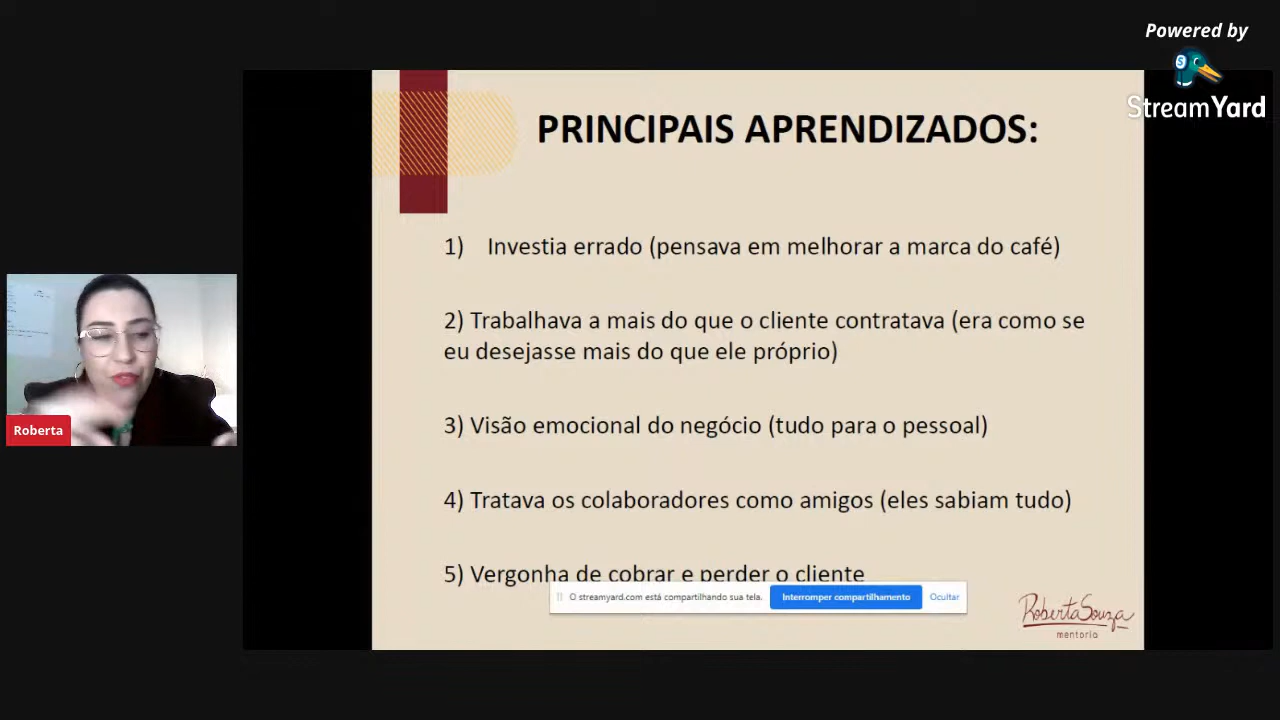 Powered by
StreamYard
PRINCIPAIS APRENDIZADOS:
1) Investia errado (pensava em melhorar a marca do café)
2) Trabalhava a mais do que o cliente contratava (era como se
eu desejasse mais do que ele próprio)
3) Visão emocional do negócio (tudo para o pessoal)
4) Tratava os colaboradores como amigos (eles sabiam tudo)
5) Vergonha de cobrar e perder o cliente
O streamyard.com está compartilhando sua tela. Interromper compartilhamento Ocultar
Roberta
Roberta Souza
mentoria